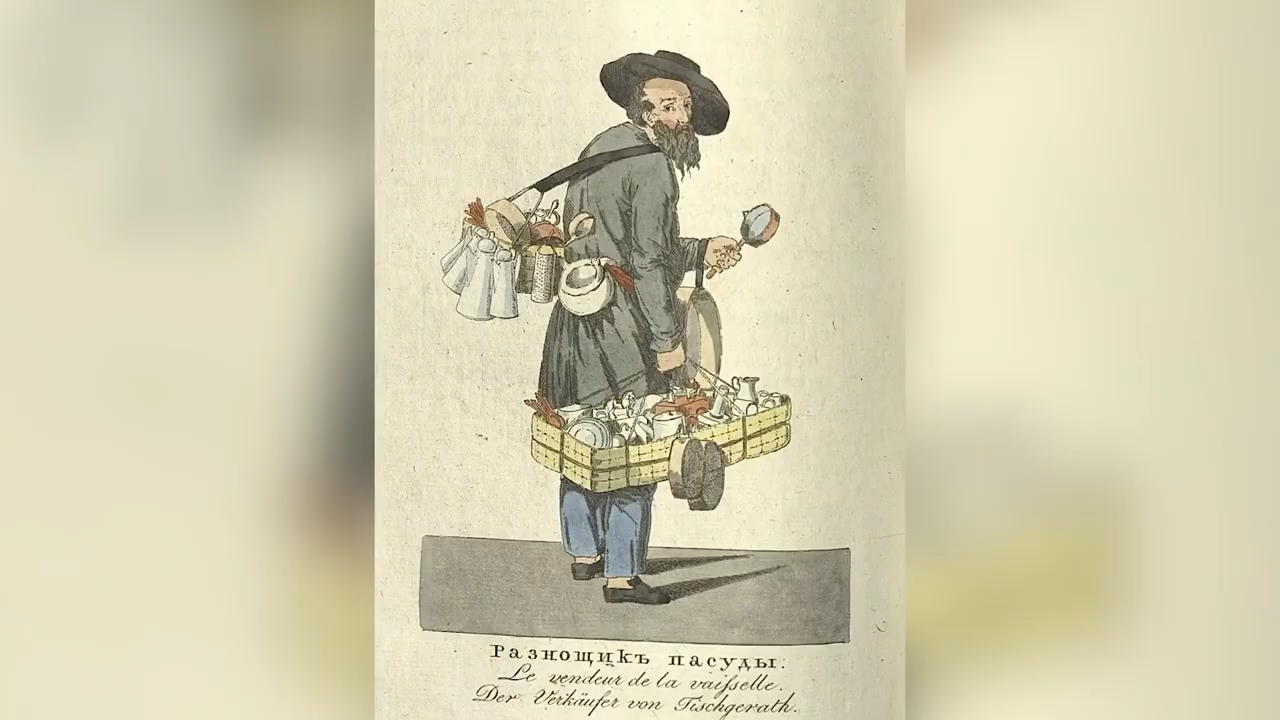 Разнощикъ пасуды.
Le vendeur de la vaiſselle.
Der Verkäufer von Tischgerath.